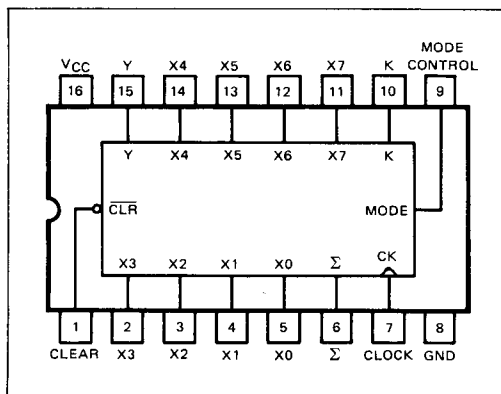 MODE
VCC Y X4 X5 X6 X7 K CONTROL
16 15 14 13 12 11 10 9
Y X4 X5 X6 X7 K
CLR MODE
X3 X2 X1 X0 Σ CK
1 2 3 4 5 6 7 8
CLEAR X3 X2 X1 X0 Σ CLOCK GND